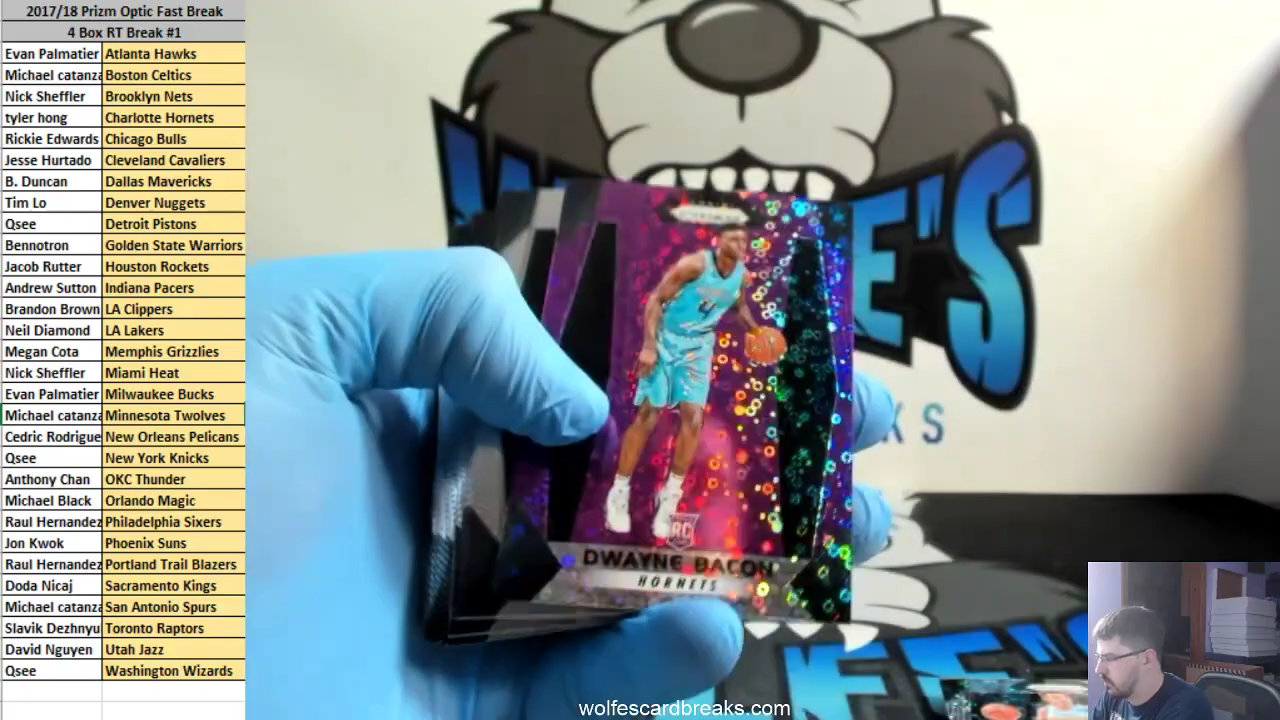 2017/18 Prizm Optic Fast Break
4 Box RT Break #1
Evan Palmatier Atlanta Hawks
Michael catanza Boston Celtics
Nick Sheffler Brooklyn Nets
tyler hong Charlotte Hornets
Rickie Edwards Chicago Bulls
Jesse Hurtado Cleveland Cavaliers
B. Duncan Dallas Mavericks
Tim Lo Denver Nuggets
Qsee Detroit Pistons
Bennotron Golden State Warriors
Jacob Rutter Houston Rockets
Andrew Sutton Indiana Pacers
Brandon Brown LA Clippers
Neil Diamond LA Lakers
Megan Cota Memphis Grizzlies
Nick Sheffler Miami Heat
Evan Palmatier Milwaukee Bucks
Michael catanza Minnesota Twolves
Cedric Rodrigue New Orleans Pelicans
Qsee New York Knicks
Anthony Chan OKC Thunder
Michael Black Orlando Magic
Raul Hernandez Philadelphia Sixers
Jon Kwok Phoenix Suns
Raul Hernandez Portland Trail Blazers
Doda Nicaj Sacramento Kings
Michael catanza San Antonio Spurs
Slavik Dezhnyu Toronto Raptors
David Nguyen Utah Jazz
Qsee Washington Wizards
E'S
KS
RC
DWAYNE BACON
HORNETS
wolfescardbreaks.com